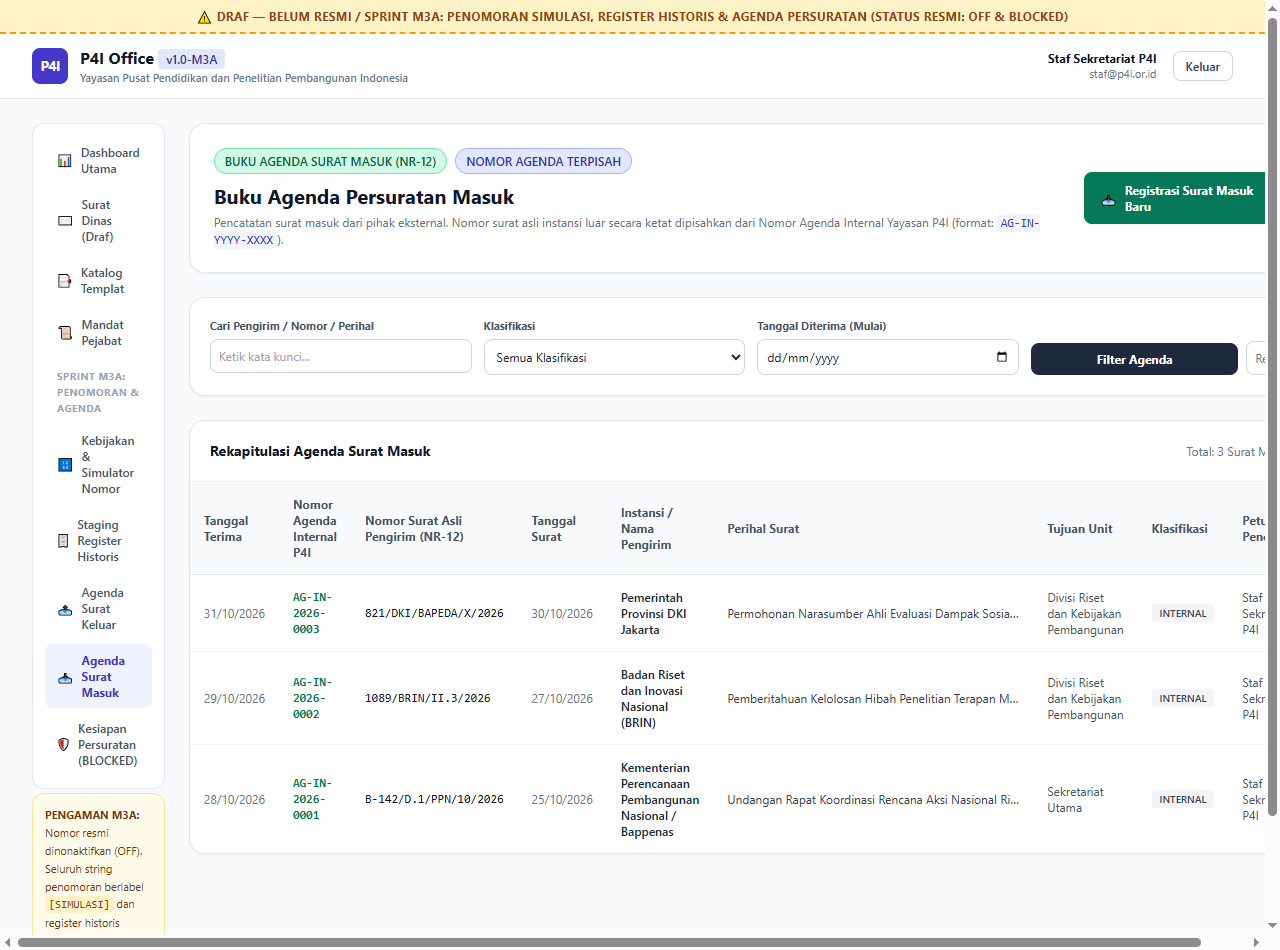 ⚠ DRAF — BELUM RESMI / SPRINT M3A: PENOMORAN SIMULASI, REGISTER HISTORIS & AGENDA PERSURATAN (STATUS RESMI: OFF & BLOCKED)
P4I
P4I Office v1.0-M3A
Yayasan Pusat Pendidikan dan Penelitian Pembangunan Indonesia
Staf Sekretariat P4I
staf@p4i.or.id
Keluar
Dashboard
Utama
Surat
Dinas
(Draf)
Katalog
Templat
Mandat
Pejabat
SPRINT M3A:
PENOMORAN &
AGENDA
Kebijakan
&
Simulator
Nomor
Staging
Register
Historis
Agenda
Surat
Keluar
Agenda
Surat
Masuk
Kesiapan
Persuratan
(BLOCKED)
PENGAMAN M3A:
Nomor resmi
dinonaktifkan (OFF).
Seluruh string
penomoran berlabel
[SIMULASI] dan
register historis
BUKU AGENDA SURAT MASUK (NR-12)
NOMOR AGENDA TERPISAH
Buku Agenda Persuratan Masuk
Pencatatan surat masuk dari pihak eksternal. Nomor surat asli instansi luar secara ketat dipisahkan dari Nomor Agenda Internal Yayasan P4I (format: AG-IN-
YYYY-XXXX ).
Registrasi Surat Masuk
Baru
Cari Pengirim / Nomor / Perihal
Ketik kata kunci...
Klasifikasi
Semua Klasifikasi
Tanggal Diterima (Mulai)
dd/mm/yyyy
Filter Agenda
Re
Rekapitulasi Agenda Surat Masuk
Total: 3 Surat M
Tanggal
Terima
Nomor
Agenda
Internal
P4I
Nomor Surat Asli
Pengirim (NR-12)
Tanggal
Surat
Instansi /
Nama
Pengirim
Perihal Surat
Tujuan Unit
Klasifikasi
Petu
Pene
31/10/2026
AG-IN-
2026-
0003
821/DKI/BAPEDA/X/2026
30/10/2026
Pemerintah
Provinsi DKI
Jakarta
Permohonan Narasumber Ahli Evaluasi Dampak Sosia...
Divisi Riset
dan Kebijakan
Pembangunan
INTERNAL
Staf
Sekr
P4I
29/10/2026
AG-IN-
2026-
0002
1089/BRIN/II.3/2026
27/10/2026
Badan Riset
dan Inovasi
Nasional
(BRIN)
Pemberitahuan Kelolosan Hibah Penelitian Terapan M...
Divisi Riset
dan Kebijakan
Pembangunan
INTERNAL
Staf
Sekr
P4I
28/10/2026
AG-IN-
2026-
0001
B-142/D.1/PPN/10/2026
25/10/2026
Kementerian
Perencanaan
Pembangunan
Nasional /
Bappenas
Undangan Rapat Koordinasi Rencana Aksi Nasional Ri...
Sekretariat
Utama
INTERNAL
Staf
Sekr
P4I